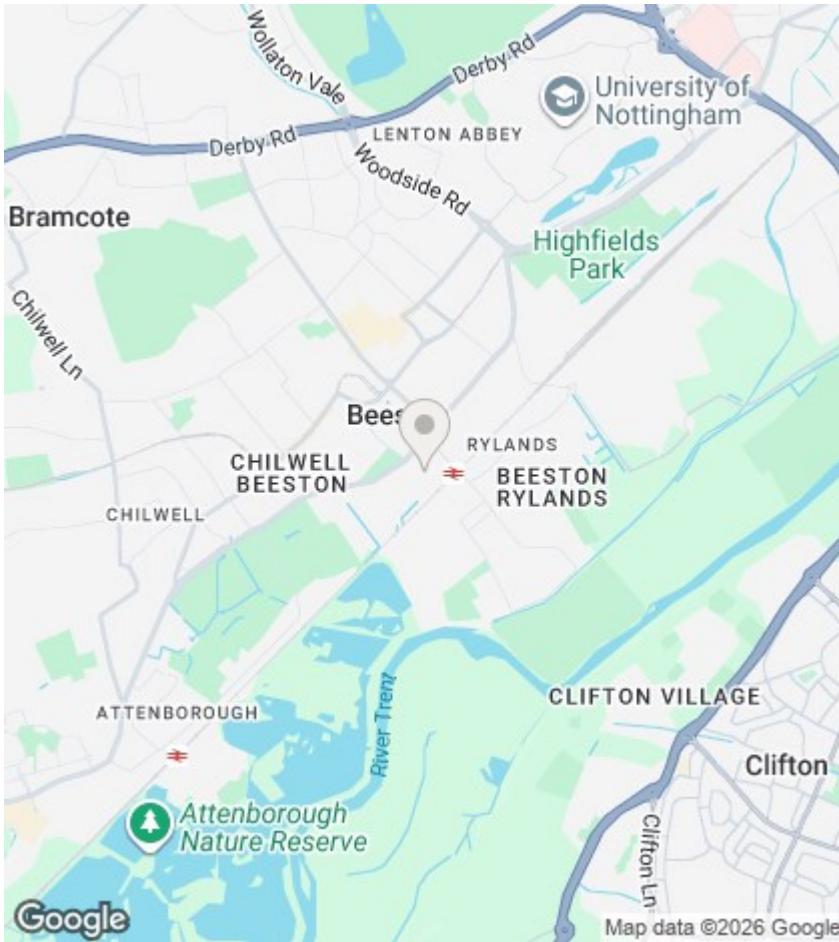 Wollaton Vale
Derby Rd
University of
Nottingham
Derby Rd
LENTON ABBEY
Woodside Rd
Bramcote
Highfields
Park
Chilwell Ln
Bees
RYLANDS
CHILWELL
BEESTON
BEESTON
RYLANDS
CHILWELL
River Trent
CLIFTON VILLAGE
ATTENBOROUGH
Clifton
Attenborough
Nature Reserve
Clifton Ln
Google
Map data ©2026 Google